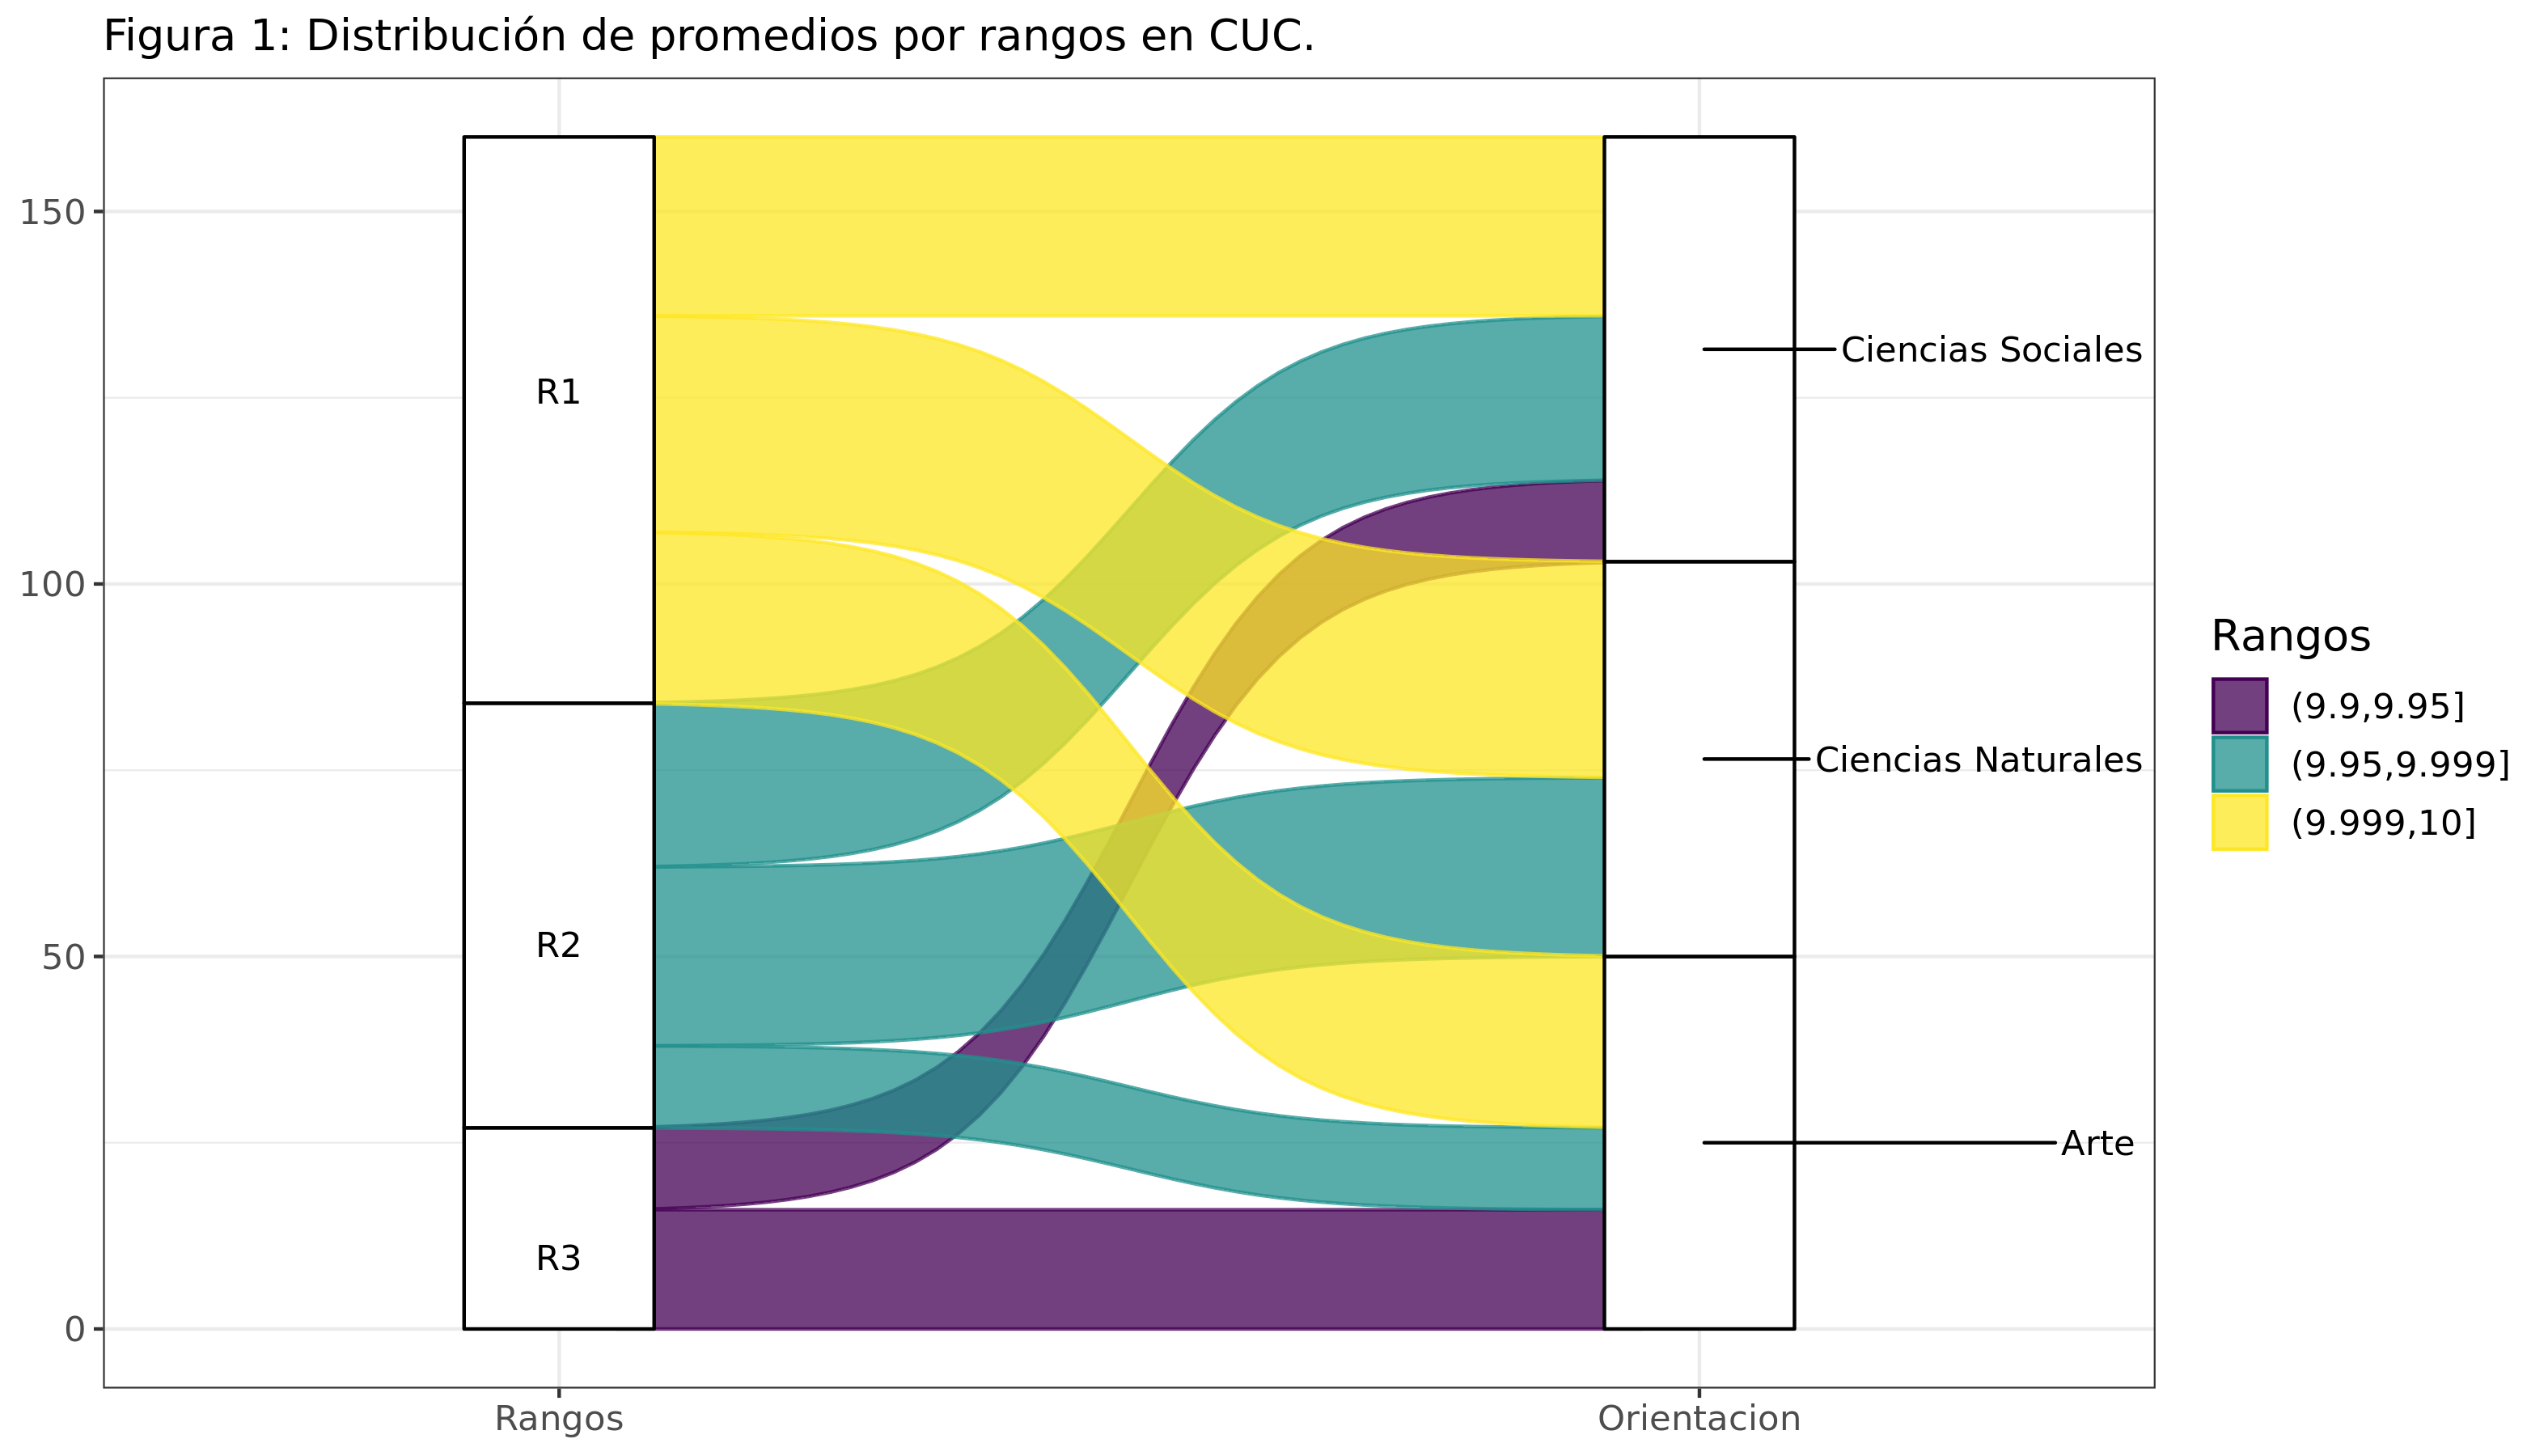 Figura 1: Distribución de promedios por rangos en CUC.
150
100
50
0
R1
R2
R3
Ciencias Sociales
Ciencias Naturales
Arte
Rangos
Orientacion
Rangos
(9.9,9.95]
(9.95,9.999]
(9.999,10]